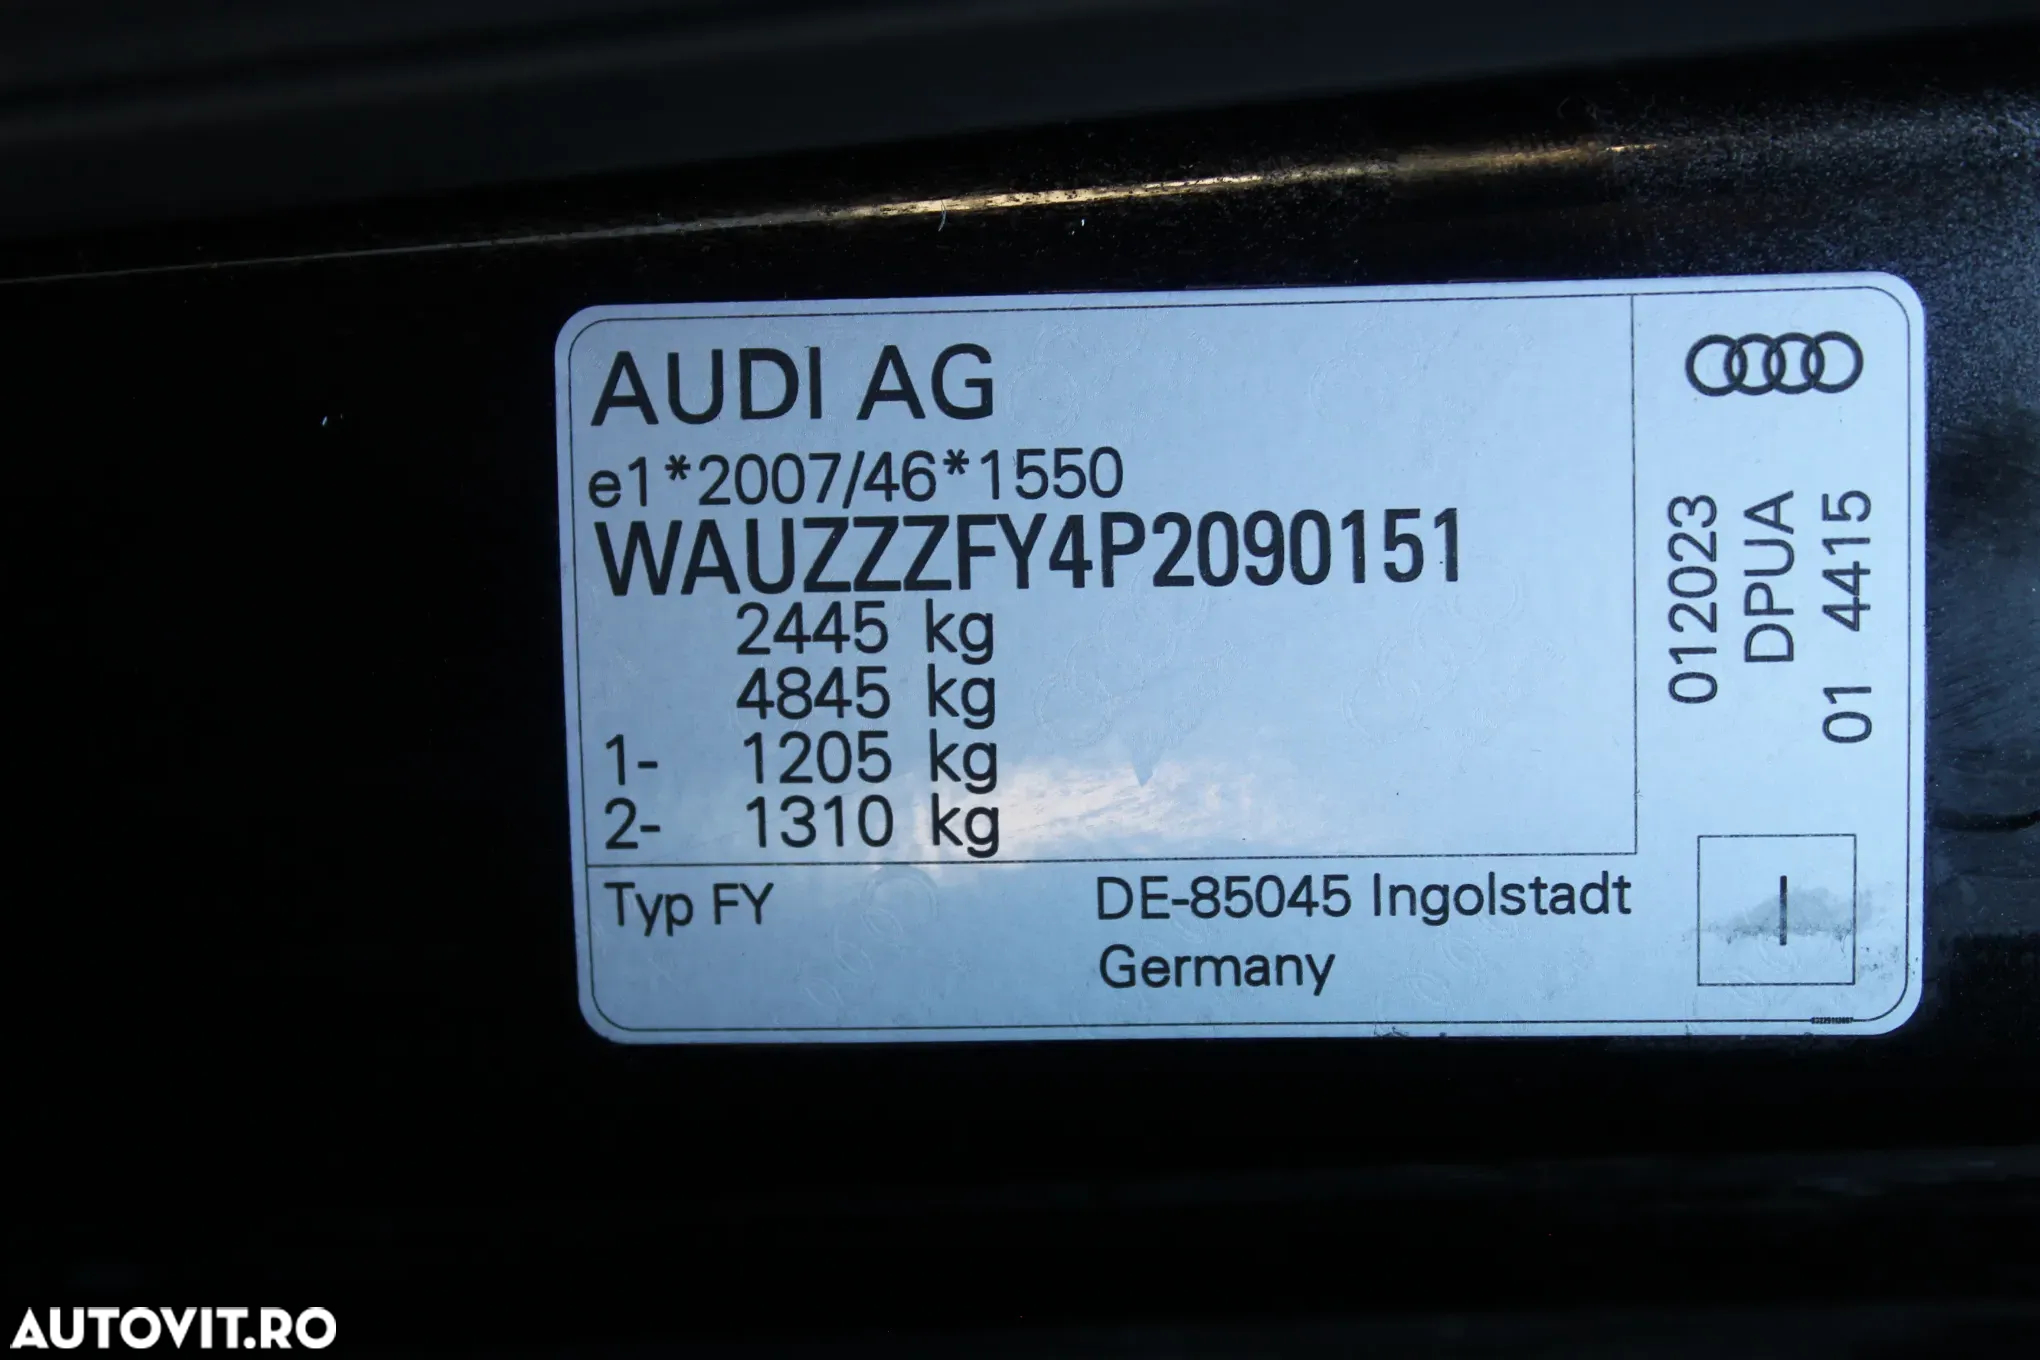 AUDI AG
e1*2007/46*1550
WAUZZZFY4P2090151
2445 kg
4845 kg
1- 1205 kg
2- 1310 kg
Typ FY
DE-85045 Ingolstadt
Germany
012023
DPUA
01 4415
I
AUTOVIT.RO